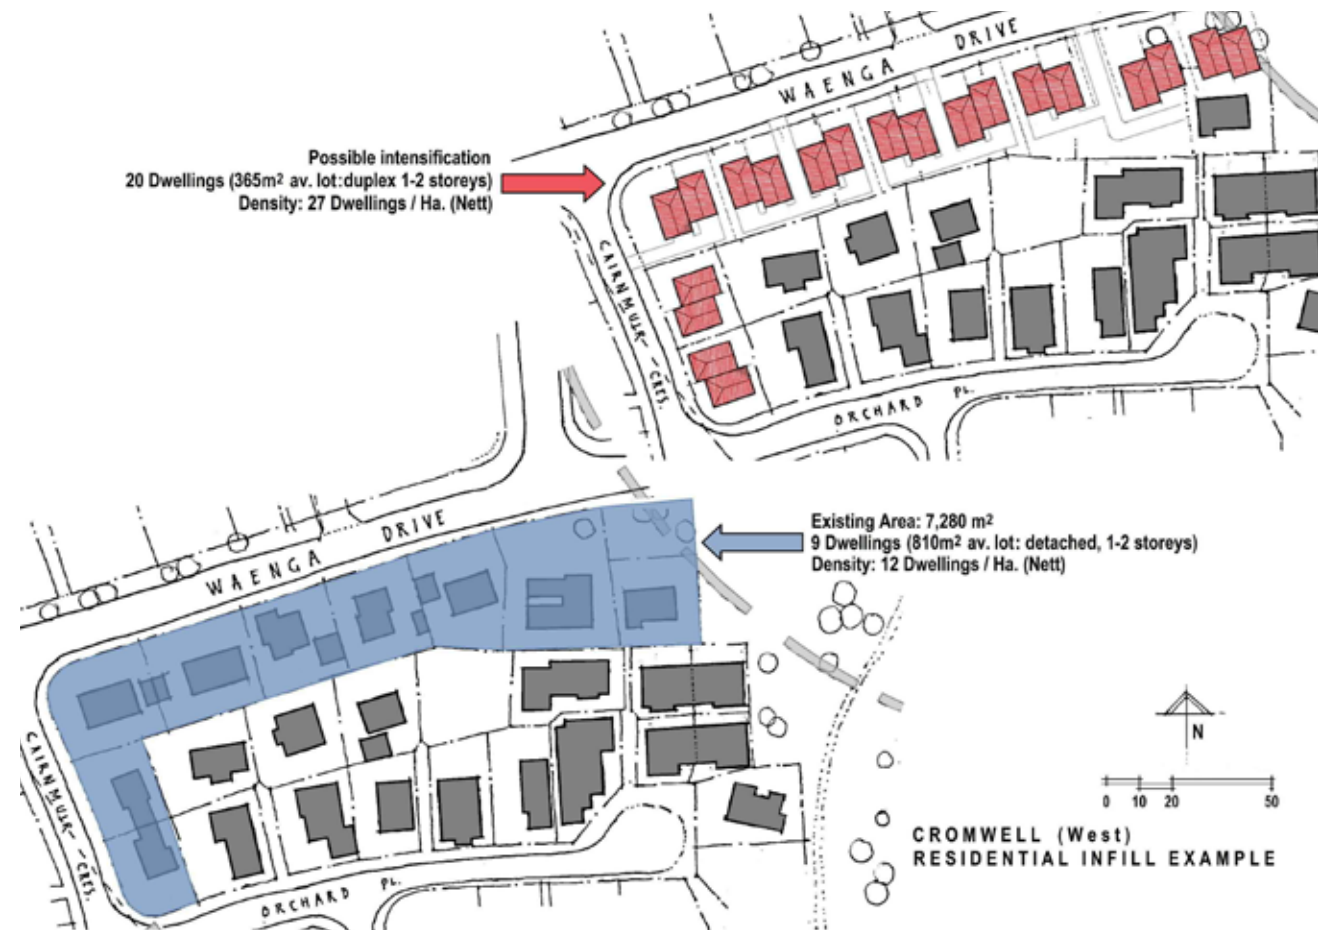 WAENGA DRIVE
Possible intensification
20 Dwellings (365m² av. lot:duplex 1-2 storeys)
Density: 27 Dwellings / Ha. (Nett)
CAIRNMUIR CRES.
ORCHARD PL.
WAENGA DRIVE
Existing Area: 7,280 m²
9 Dwellings (810m² av. lot: detached, 1-2 storeys)
Density: 12 Dwellings / Ha. (Nett)
CAIRNMUIR CRES.
ORCHARD PL.
N
0 10 20 50
CROMWELL (West)
RESIDENTIAL INFILL EXAMPLE